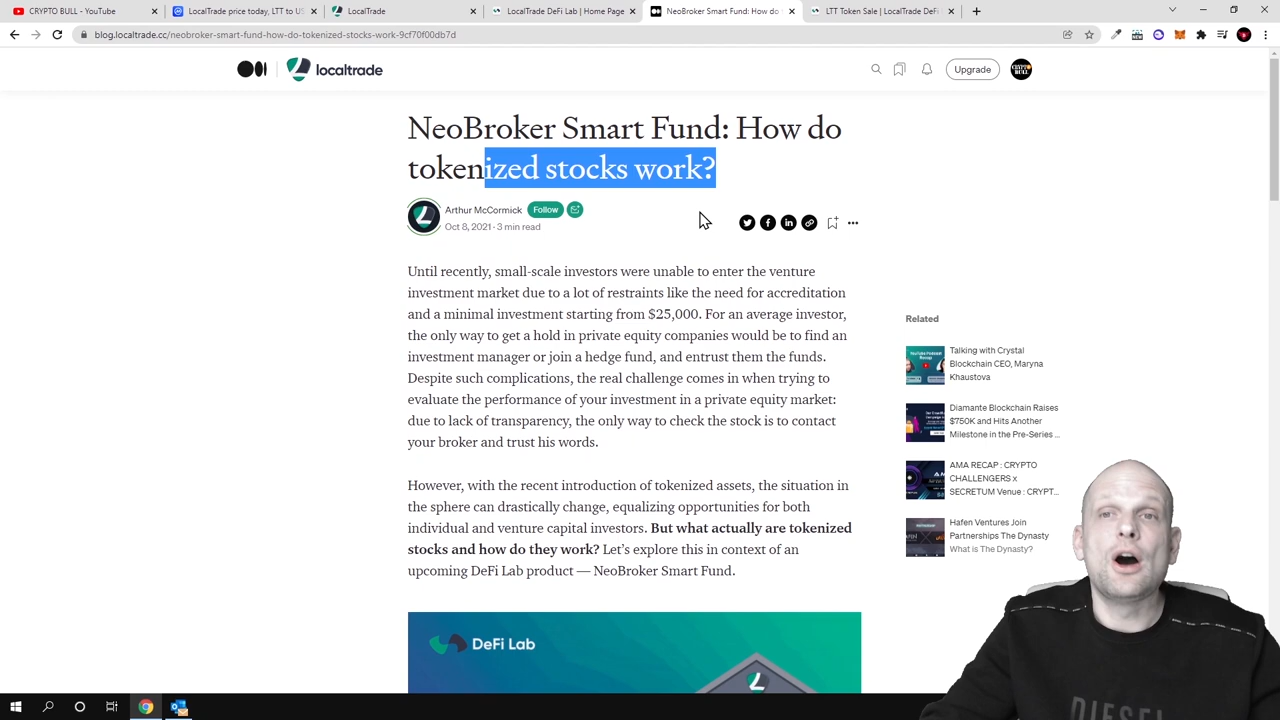 CRYPTO BULL - YouTube
LocalTrade price today, LTT to US
LocalTrade
LocalTrade DeFi Lab | Home Page
NeoBroker Smart Fund: How do
LTT Token Sale | LocalTrade DeFi
blog.localtrade.cc/neobroker-smart-fund-how-do-tokenized-stocks-work-9cf70f00db7d
localtrade
Upgrade
NeoBroker Smart Fund: How do
tokenized stocks work?
Arthur McCormick Follow
Oct 8, 2021 · 3 min read
Until recently, small-scale investors were unable to enter the venture
investment market due to a lot of restraints like the need for accreditation
and a minimal investment starting from $25,000. For an average investor,
the only way to get a hold in private equity companies would be to find an
investment manager or join a hedge fund, and entrust them the funds.
Despite such complications, the real challenge comes in when trying to
evaluate the performance of your investment in a private equity market:
due to lack of transparency, the only way to check the stock is to contact
your broker and trust his words.
However, with the recent introduction of tokenized assets, the situation in
the sphere can drastically change, equalizing opportunities for both
individual and venture capital investors. But what actually are tokenized
stocks and how do they work? Let's explore this in context of an
upcoming DeFi Lab product — NeoBroker Smart Fund.
DeFi Lab
Related
Talking with Crystal
Blockchain CEO, Maryna
Khaustova
Diamante Blockchain Raises
$750K and Hits Another
Milestone in the Pre-Series ...
AMA RECAP : CRYPTO
CHALLENGERS x
SECRETUM Venue : CRYPT...
Hafen Ventures Join
Partnerships The Dynasty
What is The Dynasty?
DIESEL